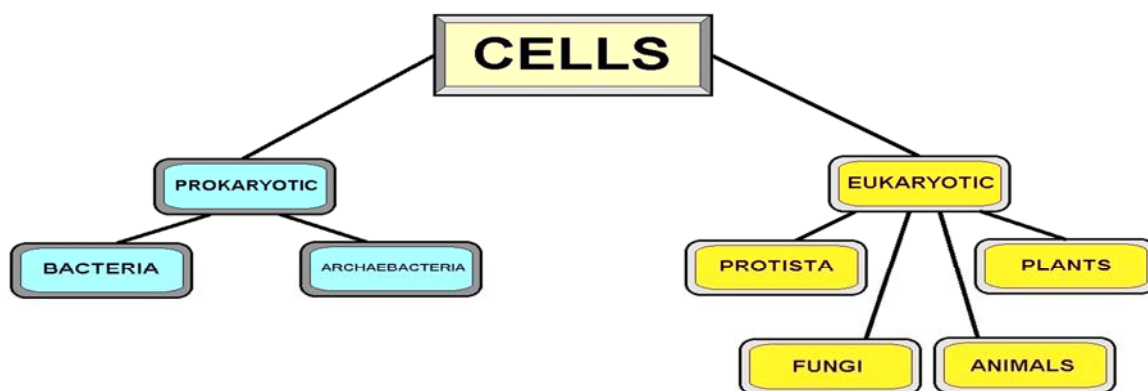 CELLS
PROKARYOTIC
EUKARYOTIC
BACTERIA
ARCHAEBACTERIA
PROTISTA
PLANTS
FUNGI
ANIMALS